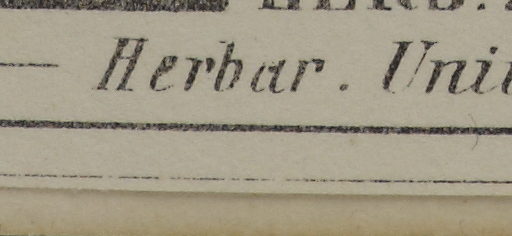 — Herbar. Uni